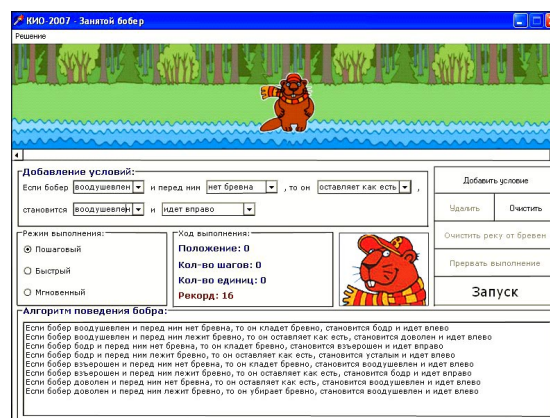 КИО-2007 - Занятой бобер
Решение
Добавление условий:
Если бобер воодушевлен и перед ним нет бревна , то он оставляет как есть ,
становится воодушевлен и идет вправо
Добавить условие
Удалить Очистить
Очистить реку от бревен
Прервать выполнение
Запуск
Режим выполнения:
Пошаговый
Быстрый
Мгновенный
Ход выполнения:
Положение: 0
Кол-во шагов: 0
Кол-во единиц: 0
Рекорд: 16
Алгоритм поведения бобра:
Если бобер воодушевлен и перед ним нет бревна, то он кладет бревно, становится бодр и идет влево
Если бобер воодушевлен и перед ним лежит бревно, то он оставляет как есть, становится доволен и идет влево
Если бобер бодр и перед ним нет бревна, то он кладет бревно, становится взъерошен и идет вправо
Если бобер бодр и перед ним лежит бревно, то он оставляет как есть, становится усталым и идет влево
Если бобер взъерошен и перед ним нет бревна, то он кладет бревно, становится воодушевлен и идет влево
Если бобер взъерошен и перед ним лежит бревно, то он оставляет как есть, становится бодр и идет вправо
Если бобер доволен и перед ним нет бревна, то он оставляет как есть, становится воодушевлен и идет влево
Если бобер доволен и перед ним лежит бревно, то он убирает бревно, становится воодушевлен и идет влево